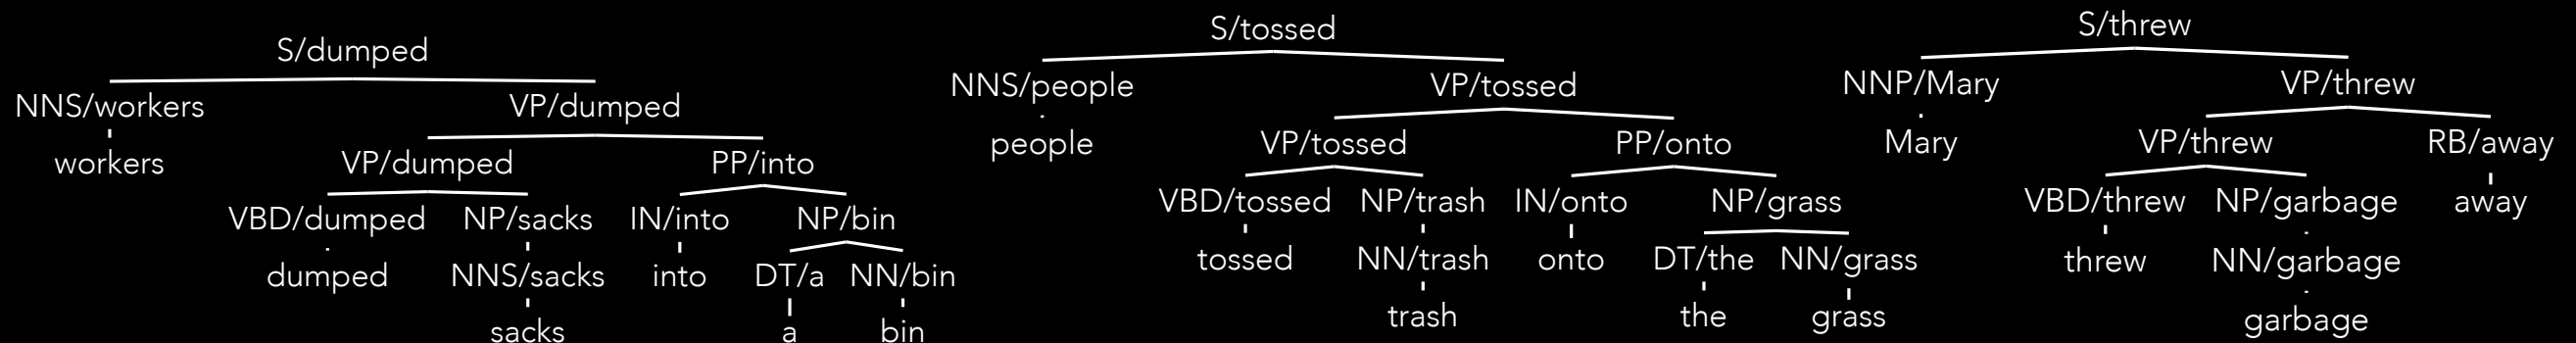 S/dumped
NNS/workers VP/dumped
workers VP/dumped PP/into
VBD/dumped NP/sacks IN/into NP/bin
dumped NNS/sacks into DT/a NN/bin
sacks a bin
S/tossed
NNS/people VP/tossed
people VP/tossed PP/onto
VBD/tossed NP/trash IN/onto NP/grass
tossed NN/trash onto DT/the NN/grass
trash the grass
S/threw
NNP/Mary VP/threw
Mary VP/threw RB/away
VBD/threw NP/garbage away
threw NN/garbage
garbage